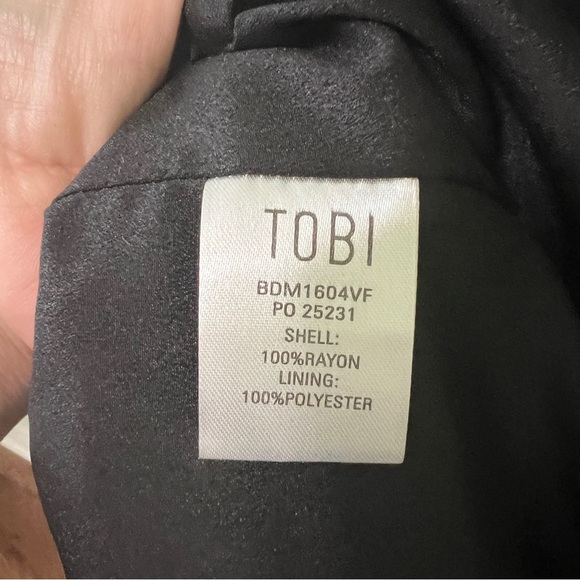 TOBI
BDM1604VF
PO 25231
SHELL:
100%RAYON
LINING:
100%POLYESTER